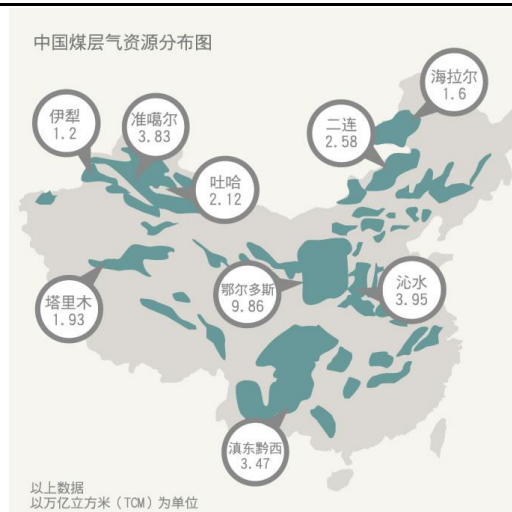 中国煤层气资源分布图
海拉尔
1.6
伊犁
1.2
准噶尔
3.83
二连
2.58
吐哈
2.12
塔里木
1.93
鄂尔多斯
9.86
沁水
3.95
滇东黔西
3.47
以上数据
以万亿立方米（TCM）为单位